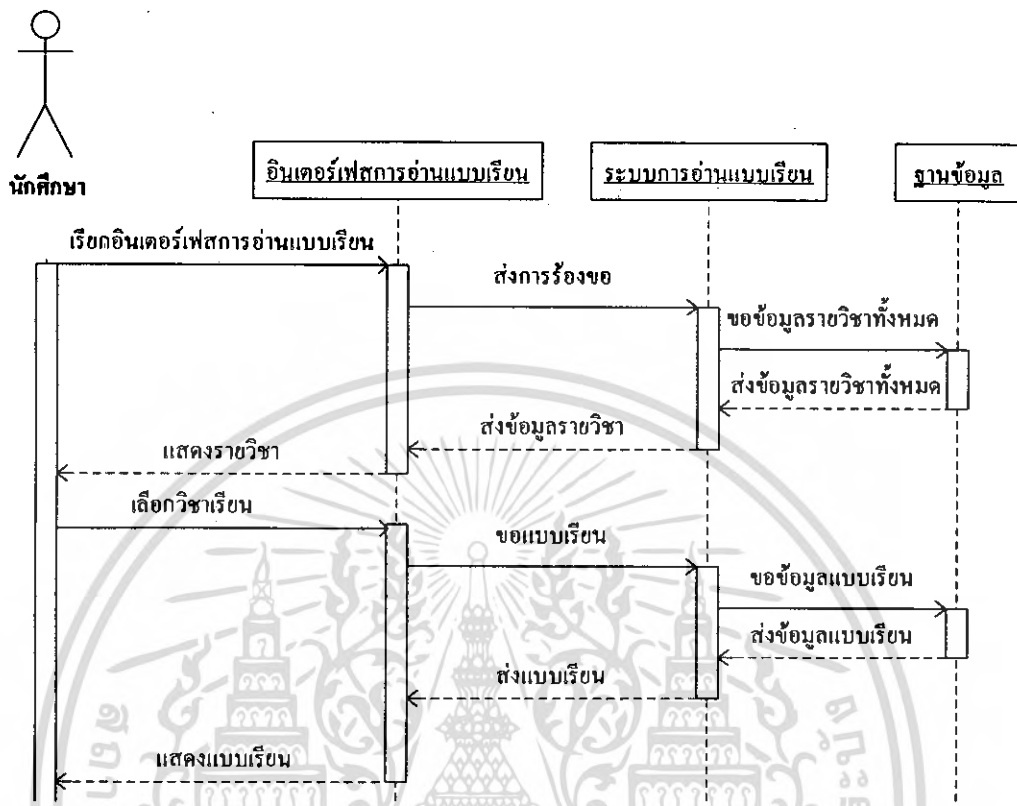 นักศึกษา
อินเตอร์เฟสการอ่านแบบเรียน
ระบบการอ่านแบบเรียน
ฐานข้อมูล
เรียกอินเตอร์เฟสการอ่านแบบเรียน
ส่งการร้องขอ
ขอข้อมูลรายวิชาทั้งหมด
ส่งข้อมูลรายวิชาทั้งหมด
ส่งข้อมูลรายวิชา
แสดงรายวิชา
เลือกวิชาเรียน
ขอแบบเรียน
ขอข้อมูลแบบเรียน
ส่งข้อมูลแบบเรียน
ส่งแบบเรียน
แสดงแบบเรียน